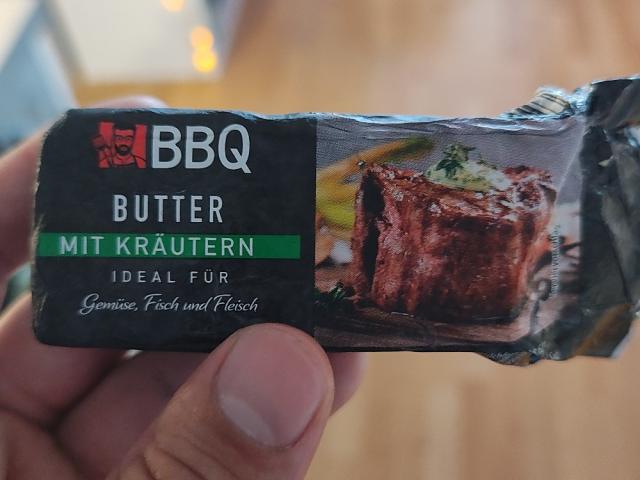 BBQ
BUTTER
MIT KRÄUTERN
IDEAL FÜR
Gemüse, Fisch und Fleisch